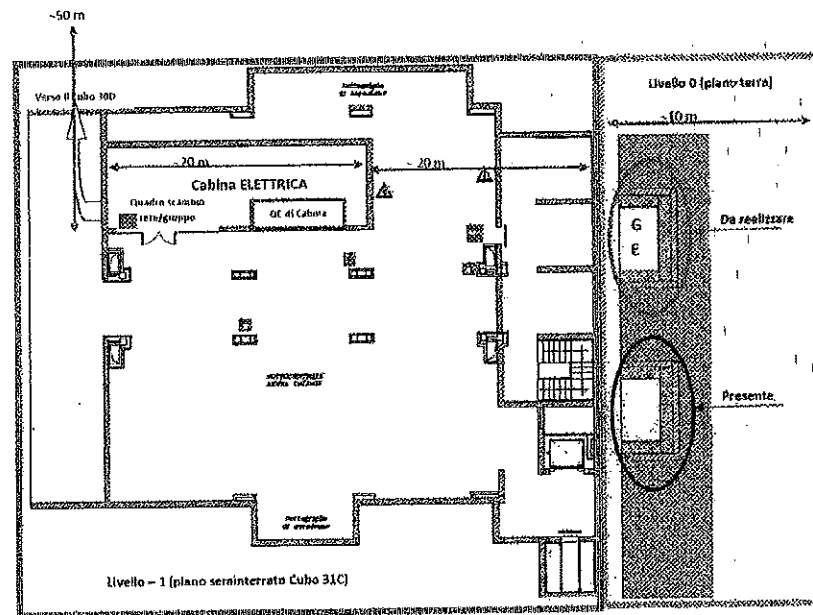 ~50 m
Verso il Cubo 30D
Livello 0 (piano terra)
~10 m
~20 m
~20 m
Cabina ELETTRICA
Quadro scambio
rete/gruppo
QE di Cabina
G
E
Da realizzare
Presente
Livello – 1 (piano seminterrato Cubo 31C)